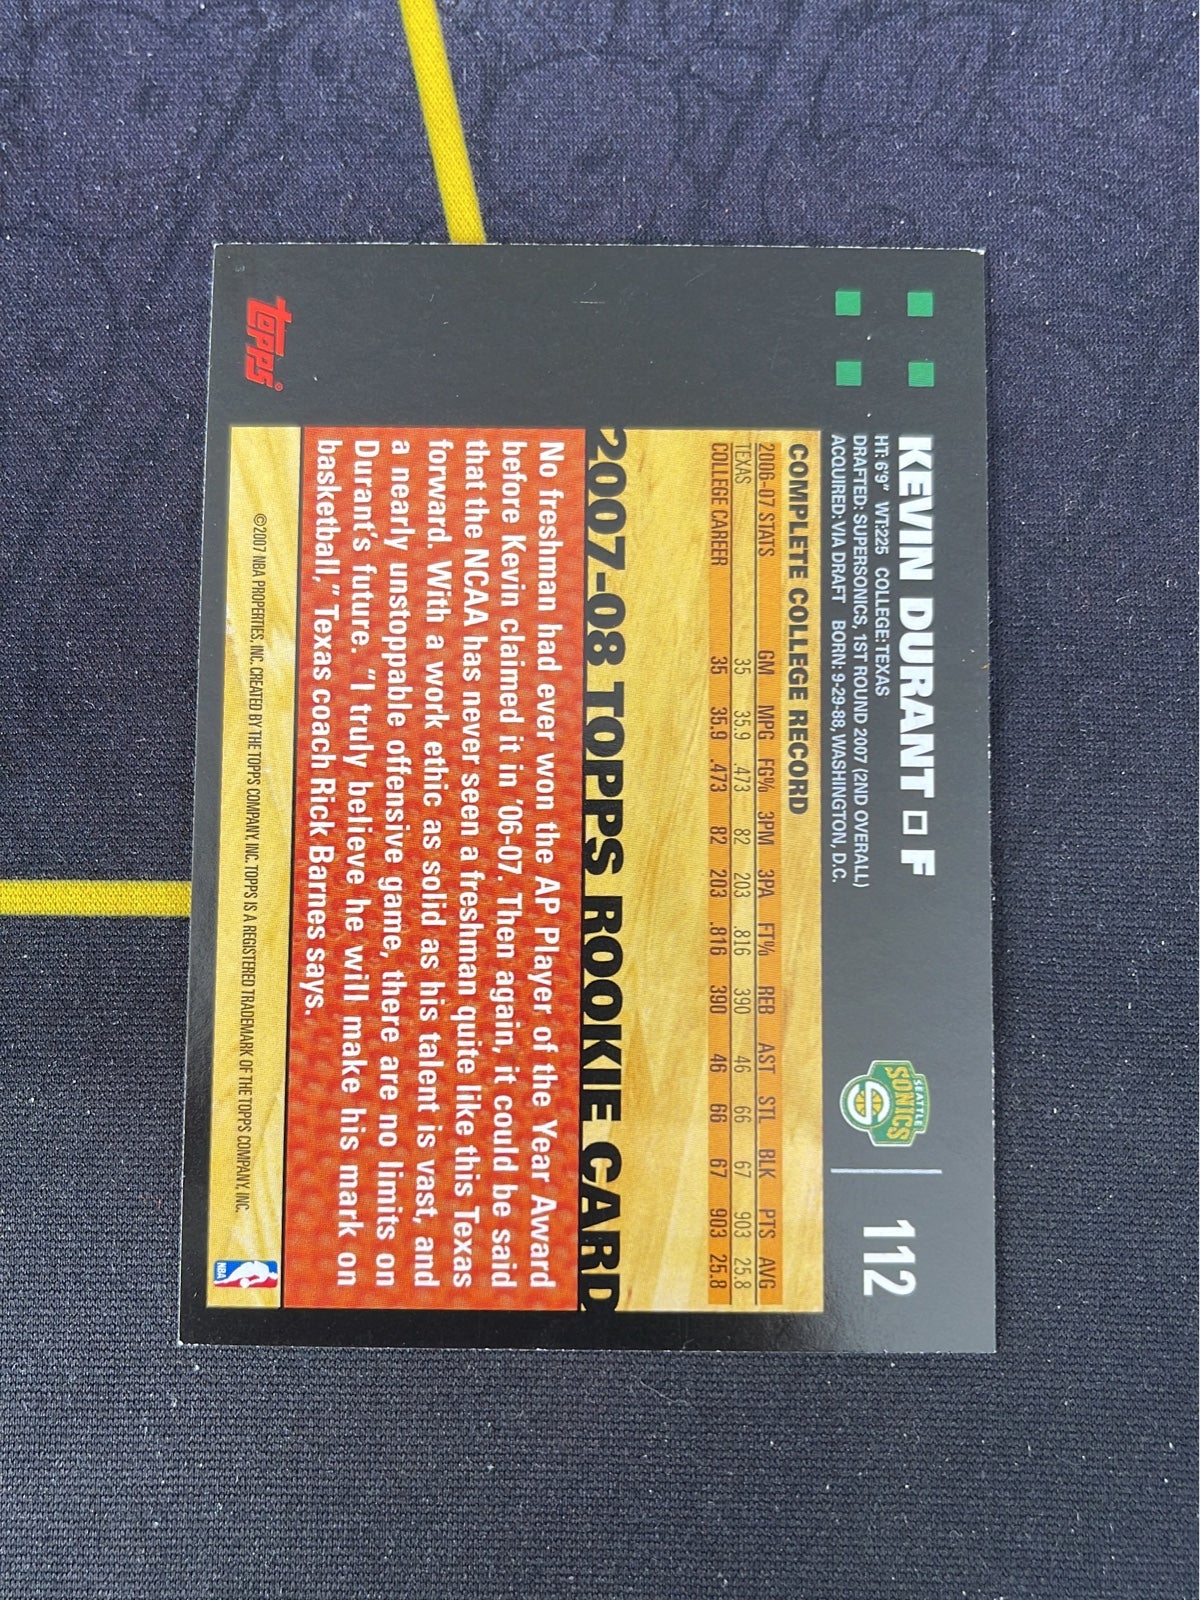 KEVIN DURANT □ F
HT: 6'9" WT:225 COLLEGE: TEXAS
DRAFTED: SUPERSONICS, 1ST ROUND 2007 (2ND OVERALL)
ACQUIRED: VIA DRAFT BORN: 9-29-88, WASHINGTON, D.C.
SEATTLE
SONICS
112
COMPLETE COLLEGE RECORD
2006-07 STATS GM MPG FG% 3PM 3PA FT% REB AST STL BLK PTS AVG
TEXAS 35 35.9 .473 82 203 .816 390 46 66 67 903 25.8
COLLEGE CAREER 35 35.9 .473 82 203 .816 390 46 66 67 903 25.8
2007-08 TOPPS ROOKIE CARD
No freshman had ever won the AP Player of the Year Award
before Kevin claimed it in '06-07. Then again, it could be said
that the NCAA has never seen a freshman quite like this Texas
forward. With a work ethic as solid as his talent is vast, and
a nearly unstoppable offensive game, there are no limits on
Durant's future. "I truly believe he will make his mark on
basketball," Texas coach Rick Barnes says.
©2007 NBA PROPERTIES, INC. CREATED BY THE TOPPS COMPANY, INC. TOPPS IS A REGISTERED TRADEMARK OF THE TOPPS COMPANY, INC.
NBA
topps®